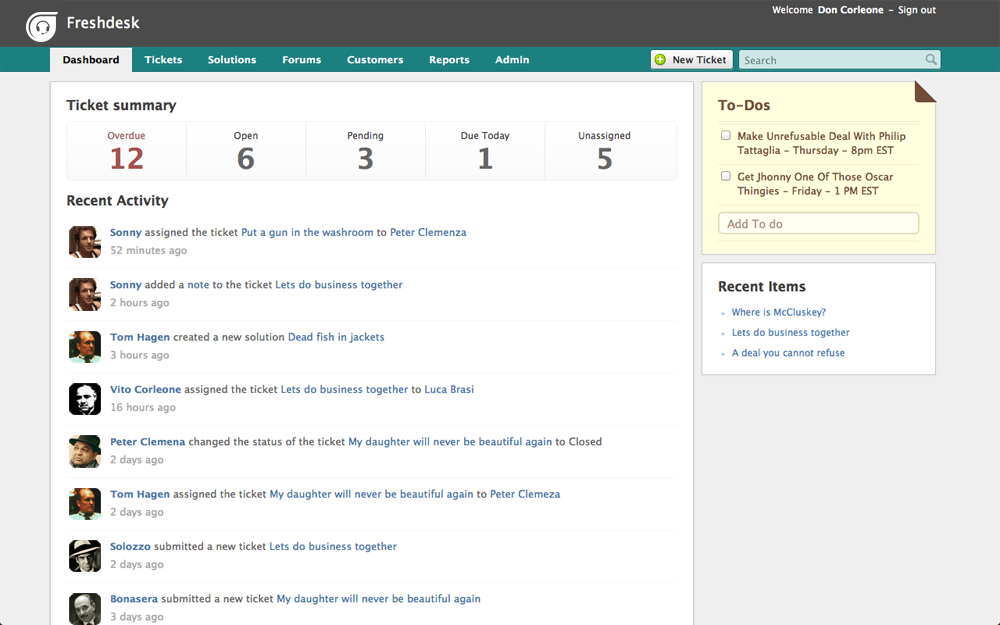 Freshdesk
Welcome Don Corleone – Sign out
Dashboard Tickets Solutions Forums Customers Reports Admin
New Ticket
Search
Ticket summary
Overdue Open Pending Due Today Unassigned
12 6 3 1 5
Recent Activity
Sonny assigned the ticket Put a gun in the washroom to Peter Clemenza
52 minutes ago
Sonny added a note to the ticket Lets do business together
2 hours ago
Tom Hagen created a new solution Dead fish in jackets
3 hours ago
Vito Corleone assigned the ticket Lets do business together to Luca Brasi
16 hours ago
Peter Clemena changed the status of the ticket My daughter will never be beautiful again to Closed
2 days ago
Tom Hagen assigned the ticket My daughter will never be beautiful again to Peter Clemeza
2 days ago
Solozzo submitted a new ticket Lets do business together
2 days ago
Bonasera submitted a new ticket My daughter will never be beautiful again
3 days ago
To-Dos
Make Unrefusable Deal With Philip
Tattaglia – Thursday – 8pm EST
Get Jhonny One Of Those Oscar
Thingies – Friday – 1 PM EST
Add To do
Recent Items
Where is McCluskey?
Lets do business together
A deal you cannot refuse